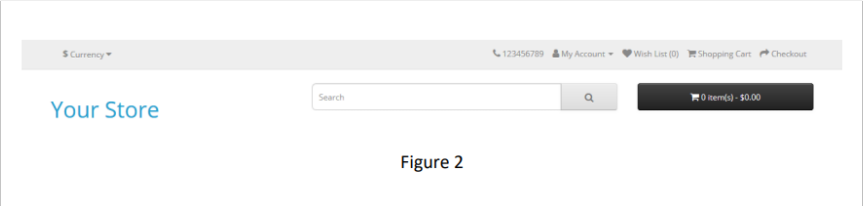 $ Currency 123456789 My Account Wish List (0) Shopping Cart Checkout
Your Store Search 0 item(s) - $0.00
Figure 2